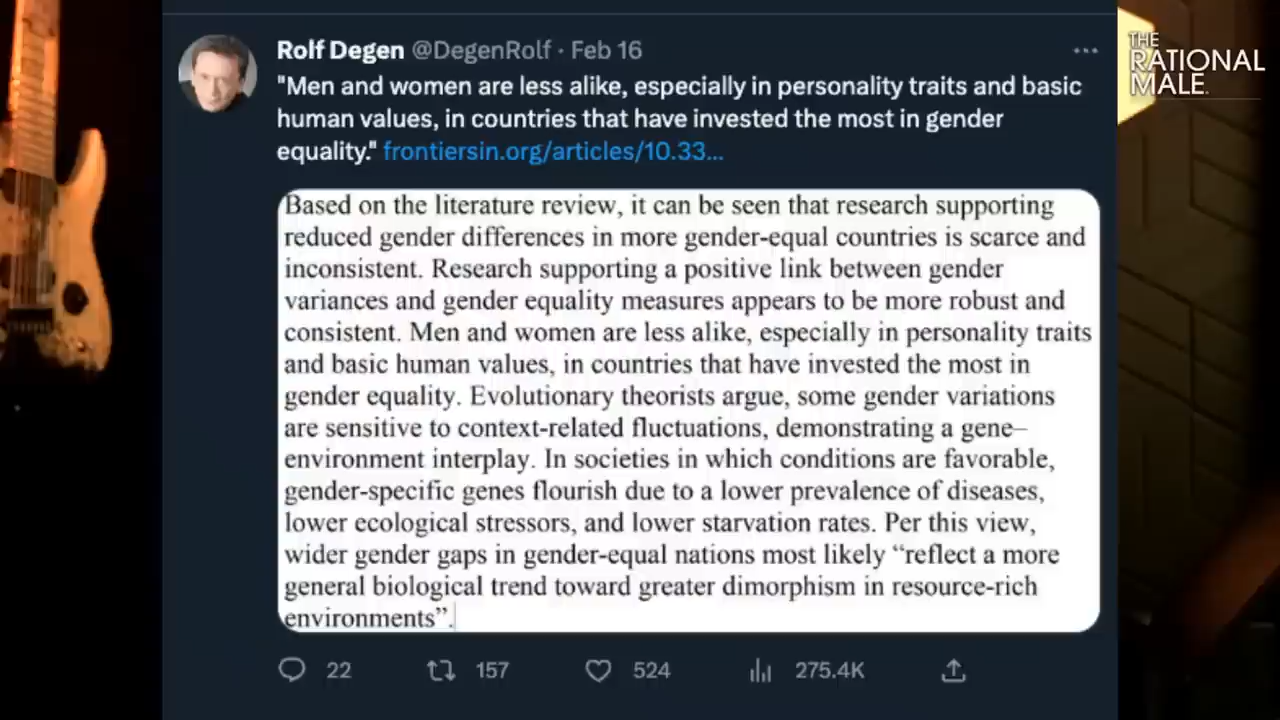 Rolf Degen @DegenRolf · Feb 16
"Men and women are less alike, especially in personality traits and basic
human values, in countries that have invested the most in gender
equality." frontiersin.org/articles/10.33...
Based on the literature review, it can be seen that research supporting
reduced gender differences in more gender-equal countries is scarce and
inconsistent. Research supporting a positive link between gender
variances and gender equality measures appears to be more robust and
consistent. Men and women are less alike, especially in personality traits
and basic human values, in countries that have invested the most in
gender equality. Evolutionary theorists argue, some gender variations
are sensitive to context-related fluctuations, demonstrating a gene–
environment interplay. In societies in which conditions are favorable,
gender-specific genes flourish due to a lower prevalence of diseases,
lower ecological stressors, and lower starvation rates. Per this view,
wider gender gaps in gender-equal nations most likely “reflect a more
general biological trend toward greater dimorphism in resource-rich
environments”.
22 157 524 275.4K
THE
RATIONAL
MALE.